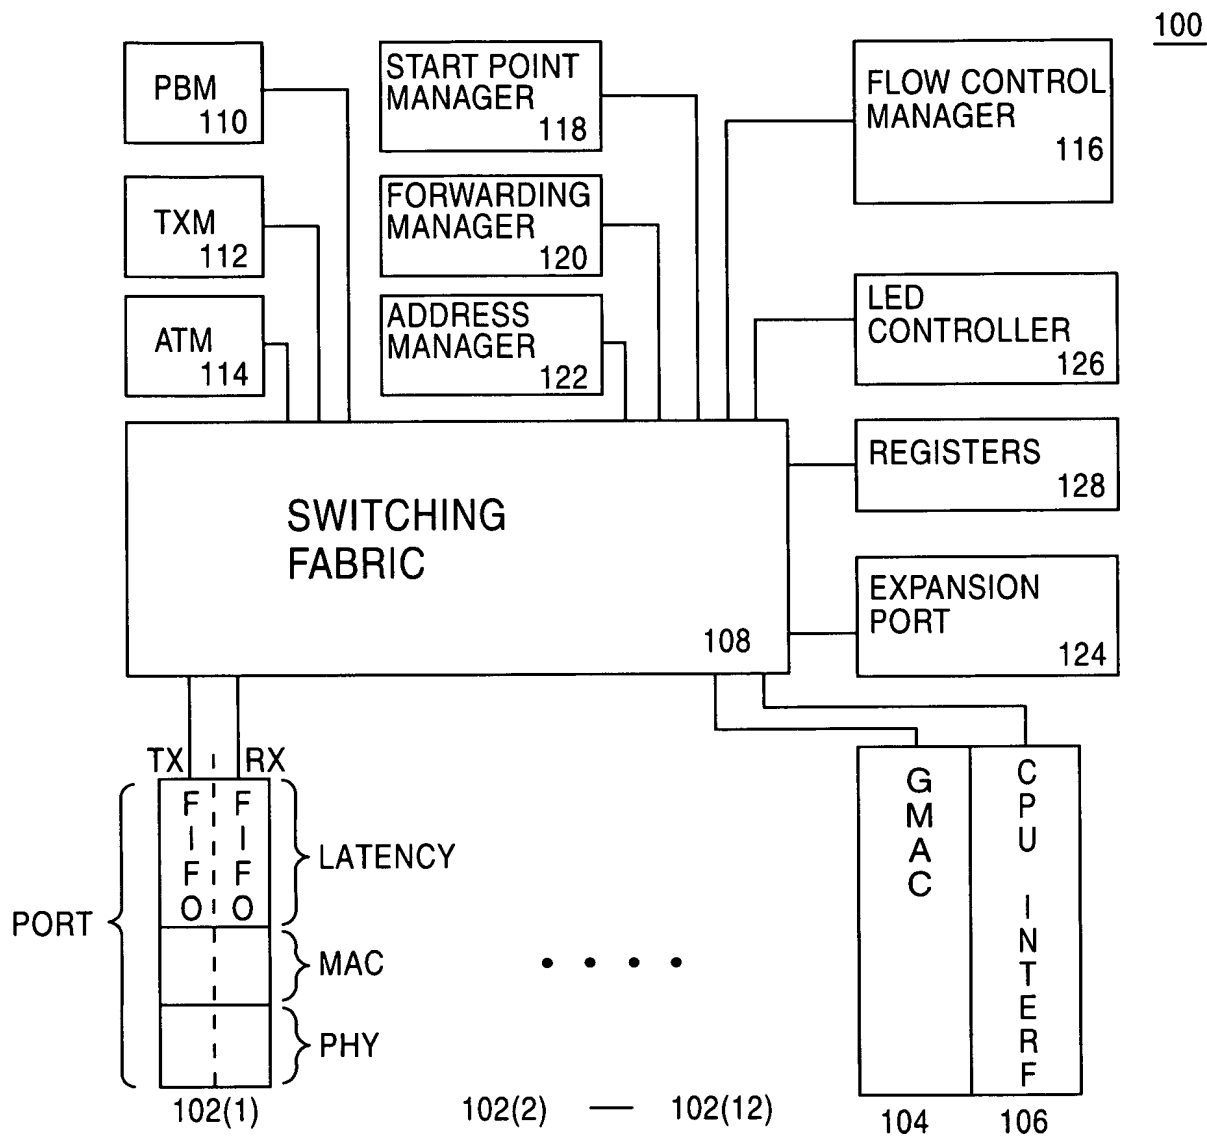 100
PBM
110
START POINT
MANAGER
118
FLOW CONTROL
MANAGER
116
TXM
112
FORWARDING
MANAGER
120
ATM
114
ADDRESS
MANAGER
122
LED
CONTROLLER
126
REGISTERS
128
SWITCHING
FABRIC
108
EXPANSION
PORT
124
TX
RX
FIFO
FIFO
LATENCY
PORT
MAC
PHY
GMAC
CPU INTERF
102(1)
102(2) — 102(12)
104
106